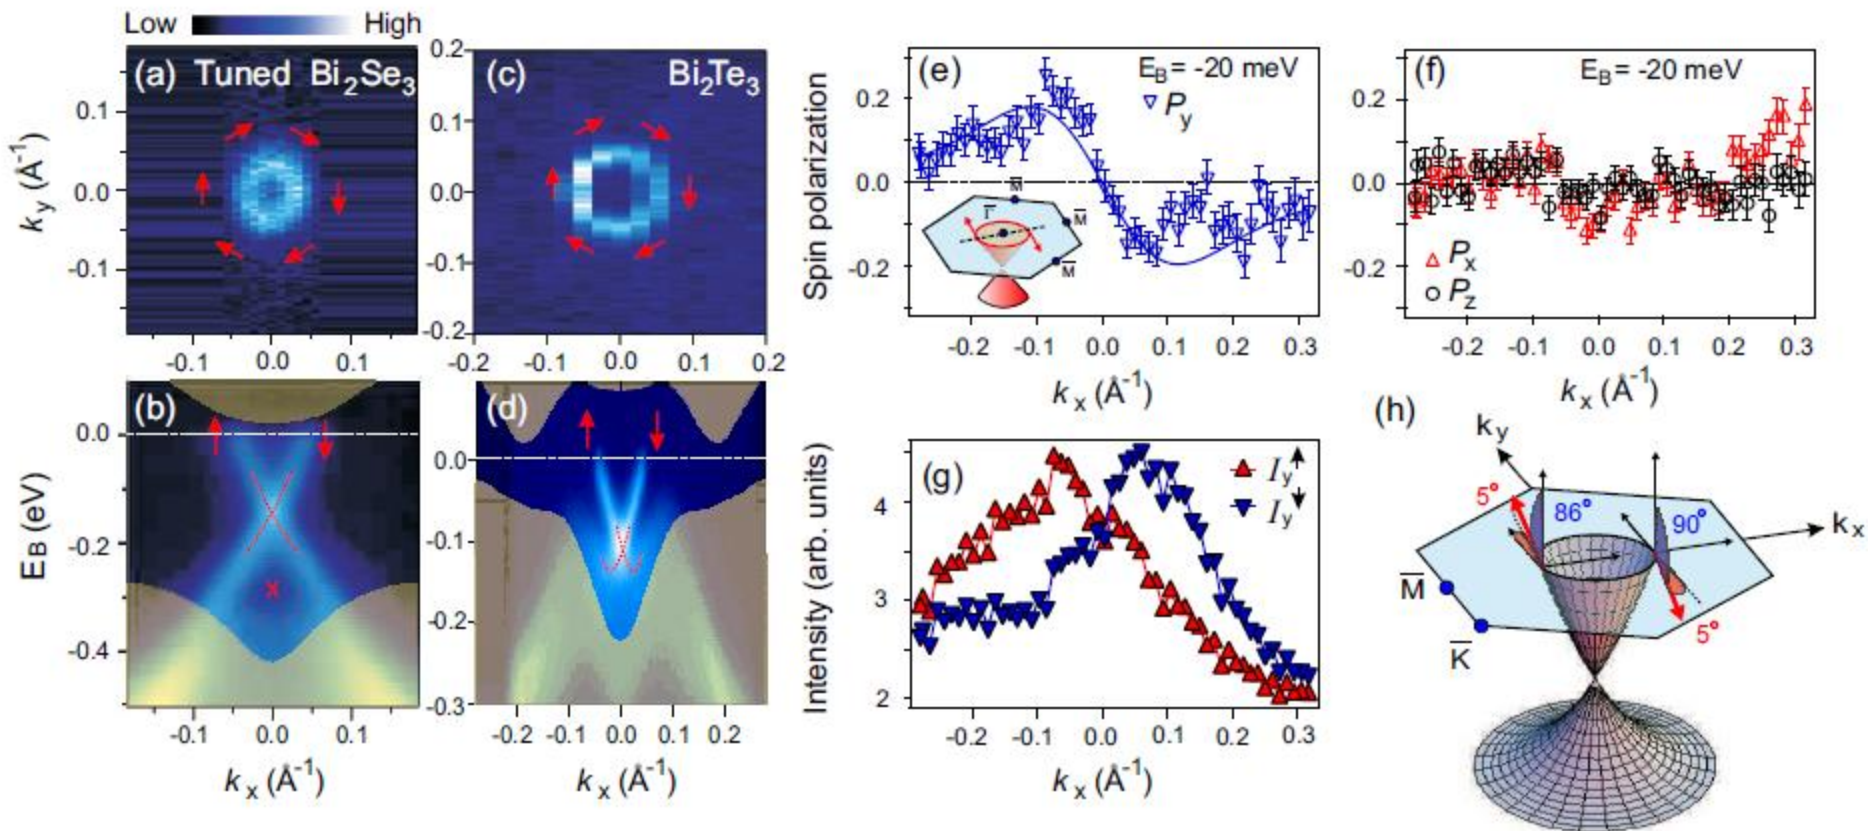 Low High
(a) Tuned Bi2Se3
ky (Å-1)
0.1
0.0
-0.1
-0.1 0.0 0.1
(c) Bi2Te3
0.2
0.1
0.0
-0.1
-0.2
-0.2 -0.1 0.0 0.1 0.2
(e) EB= -20 meV
Py
Spin polarization
0.2
0.0
-0.2
M
Γ
M
M
-0.2 -0.1 0.0 0.1 0.2 0.3
kx (Å-1)
(f) EB= -20 meV
0.2
0.0
-0.2
Px
Pz
-0.2 -0.1 0.0 0.1 0.2 0.3
kx (Å-1)
(b)
EB (eV)
0.0
-0.2
-0.4
-0.1 0.0 0.1
kx (Å-1)
(d)
0.0
-0.1
-0.2
-0.3
-0.2 -0.1 0.0 0.1 0.2
kx (Å-1)
(g)
Iy↑
Iy↓
Intensity (arb. units)
4
3
2
-0.2 -0.1 0.0 0.1 0.2 0.3
kx (Å-1)
(h)
ky
5°
86°
90°
kx
M
K
5°